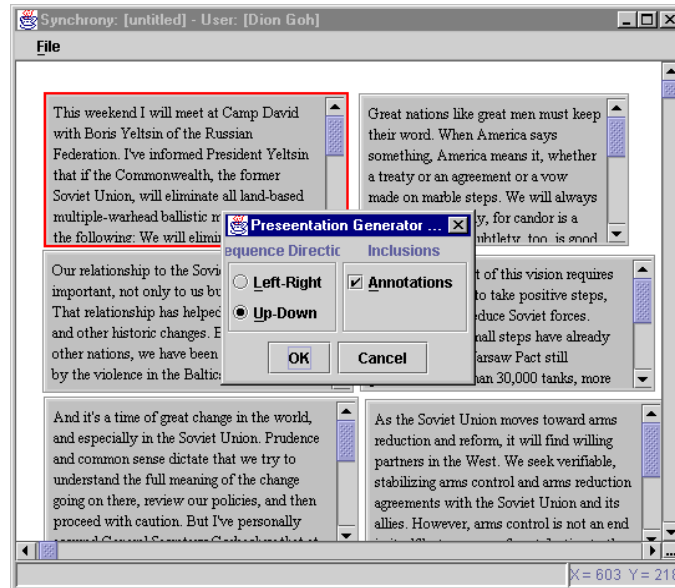 Synchrony: [untitled] - User: [Dion Goh]
File
This weekend I will meet at Camp David
with Boris Yeltsin of the Russian
Federation. I've informed President Yeltsin
that if the Commonwealth, the former
Soviet Union, will eliminate all land-based
multiple-warhead ballistic
the following: We will
Great nations like great men must keep
their word. When America says
something, America means it, whether
a treaty or an agreement or a vow
made on marble steps. We will always
for candor is a
too, is good
Preseentation Generator ...
equence Directio
Inclusions
Left-Right
Up-Down
Annotations
OK
Cancel
Our relationship to the
important, not only to us
That relationship has helped
and other historic changes.
other nations, we have been
by the violence in the
of this vision requires
to take positive steps,
educe Soviet forces.
mall steps have already
arsaw Pact still
an 30,000 tanks, more
And it's a time of great change in the world,
and especially in the Soviet Union. Prudence
and common sense dictate that we try to
understand the full meaning of the change
going on there, review our policies, and then
proceed with caution. But I've personally
As the Soviet Union moves toward arms
reduction and reform, it will find willing
partners in the West. We seek verifiable,
stabilizing arms control and arms reduction
agreements with the Soviet Union and its
allies. However, arms control is not an end
X = 603 Y = 218